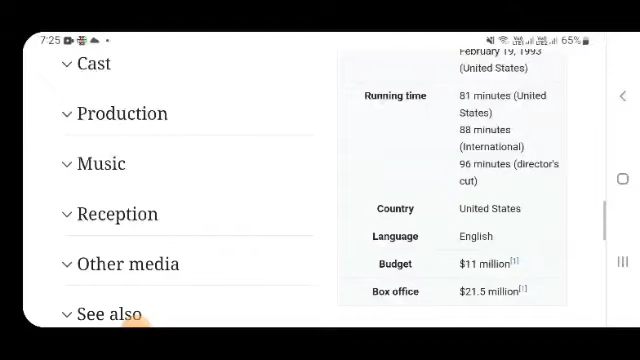 7:25
65%
Cast
Production
Music
Reception
Other media
See also
February 19, 1993
(United States)
Running time
81 minutes (United
States)
88 minutes
(International)
96 minutes (director's
cut)
Country
United States
Language
English
Budget
$11 million[1]
Box office
$21.5 million[1]